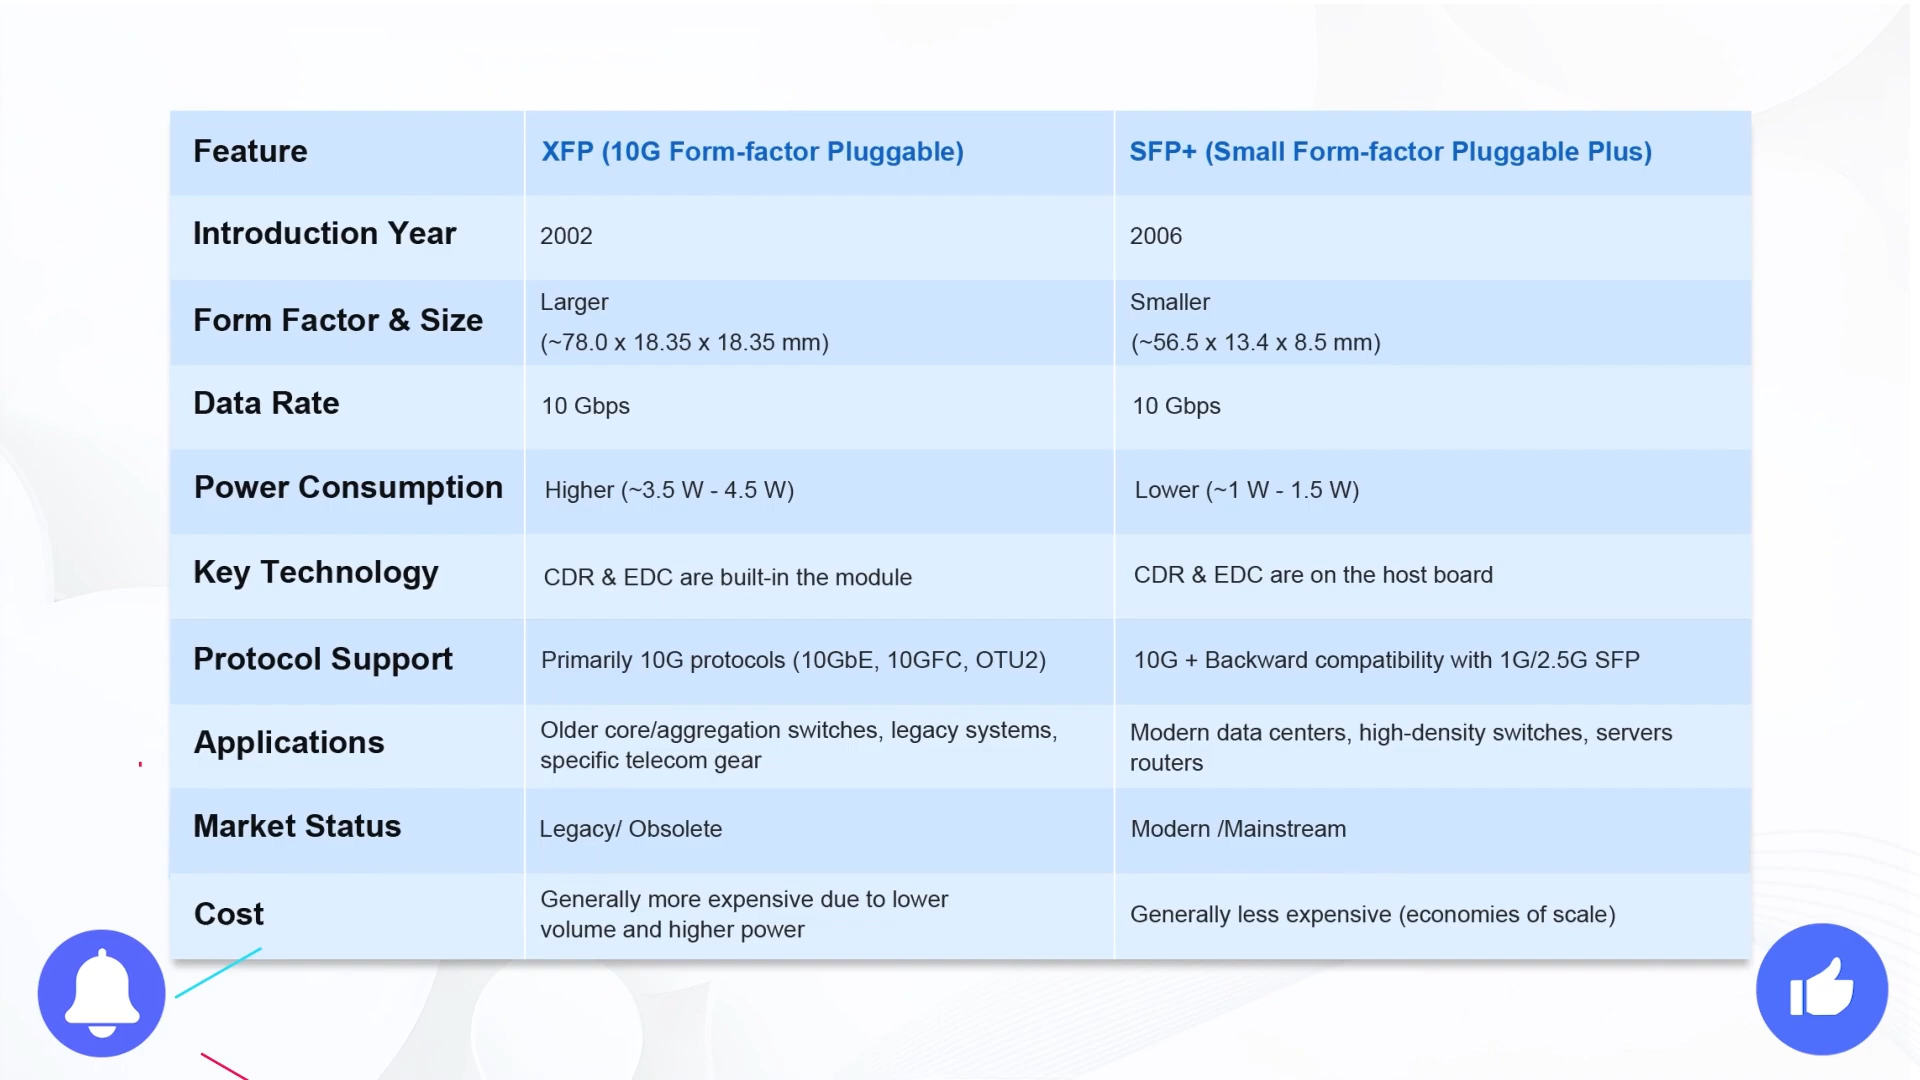 Feature
XFP (10G Form-factor Pluggable)
SFP+ (Small Form-factor Pluggable Plus)
Introduction Year
2002
2006
Form Factor & Size
Larger
(~78.0 x 18.35 x 18.35 mm)
Smaller
(~56.5 x 13.4 x 8.5 mm)
Data Rate
10 Gbps
10 Gbps
Power Consumption
Higher (~3.5 W - 4.5 W)
Lower (~1 W - 1.5 W)
Key Technology
CDR & EDC are built-in the module
CDR & EDC are on the host board
Protocol Support
Primarily 10G protocols (10GbE, 10GFC, OTU2)
10G + Backward compatibility with 1G/2.5G SFP
Applications
Older core/aggregation switches, legacy systems,
specific telecom gear
Modern data centers, high-density switches, servers
routers
Market Status
Legacy/ Obsolete
Modern /Mainstream
Cost
Generally more expensive due to lower
volume and higher power
Generally less expensive (economies of scale)